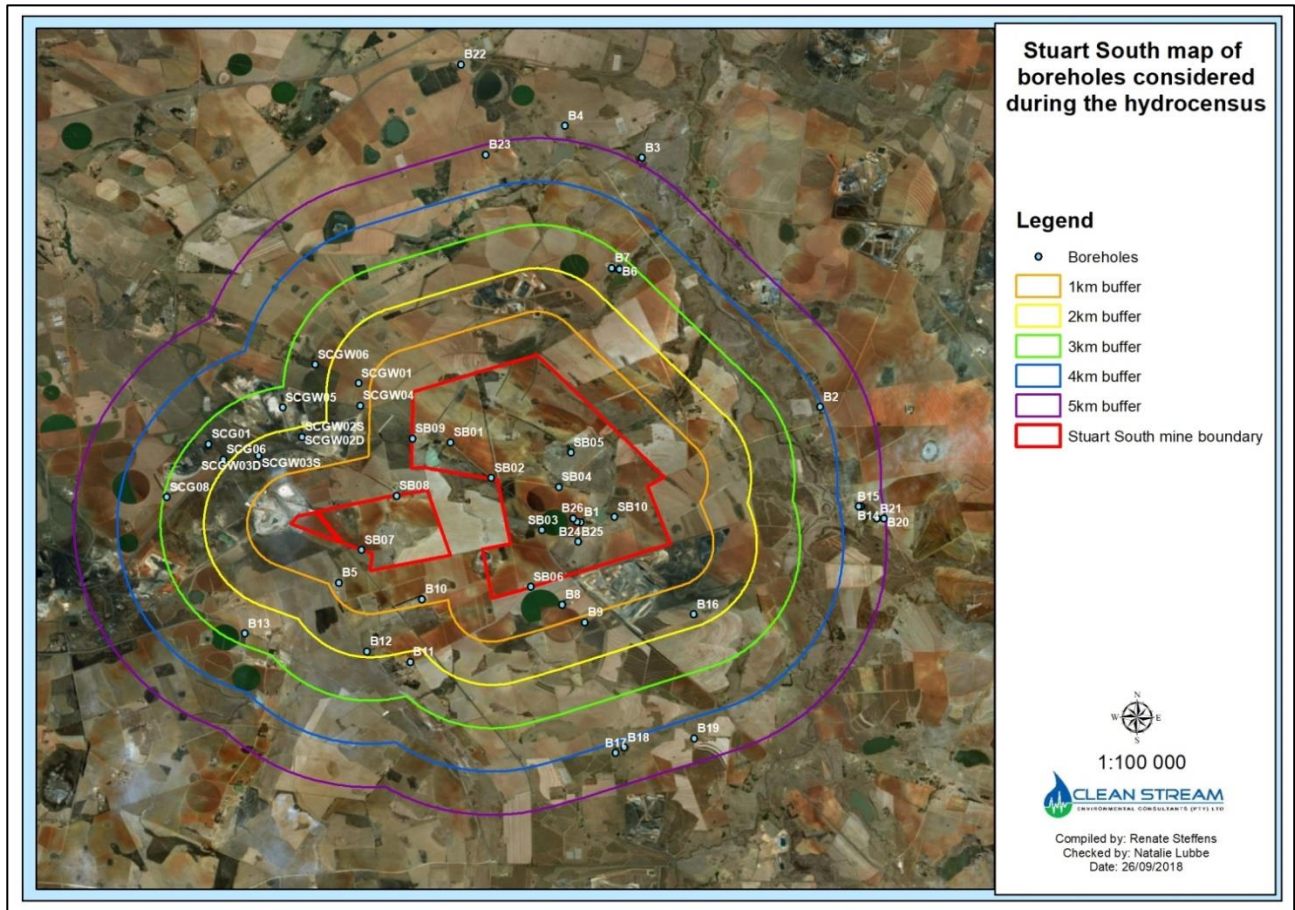 Stuart South map of
boreholes considered
during the hydrocensus
Legend
Boreholes
1km buffer
2km buffer
3km buffer
4km buffer
5km buffer
Stuart South mine boundary
N
W E
S
1:100 000
CLEAN STREAM
ENVIRONMENTAL CONSULTANTS (PTY) LTD
Compiled by: Renate Steffens
Checked by: Natalie Lubbe
Date: 26/09/2018
B22
B4
B23
B3
B7
B6
SCGW06
SCGW01
SCGW04
SCGW05
B2
SCGW02S
SCGW02D
SCG01
SB09
SB01
SCG06
SCGW03D
SCGW03S
SB05
SCG08
SB02
SB04
SB08
B15
B14
B21
B20
B26
B1
SB10
SB03
B24
B25
SB07
B5
SB06
B10
B8
B9
B16
B13
B12
B11
B17
B18
B19